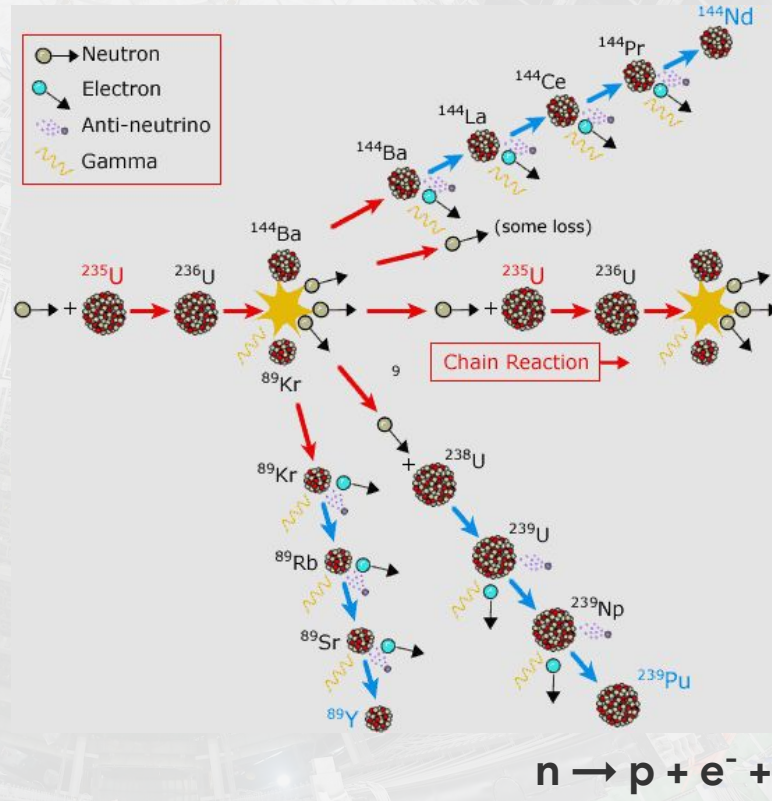 Neutron
Electron
Anti-neutrino
Gamma
¹⁴⁴Nd
¹⁴⁴Pr
¹⁴⁴Ce
¹⁴⁴La
¹⁴⁴Ba
(some loss)
¹⁴⁴Ba
²³⁵U
²³⁶U
²³⁵U
²³⁶U
+
+
Chain Reaction
⁸⁹Kr
9
⁸⁹Kr
+
²³⁸U
⁸⁹Rb
²³⁹U
⁸⁹Sr
²³⁹Np
⁸⁹Y
²³⁹Pu
n → p + e⁻ +